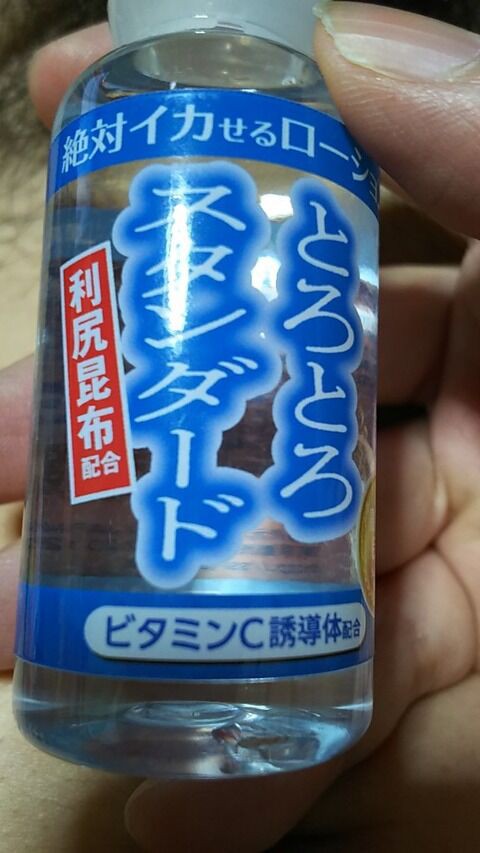 絶対イカせるローショ
とろとろ
スタンダード
利尻昆布配合
ビタミンC誘導体配合